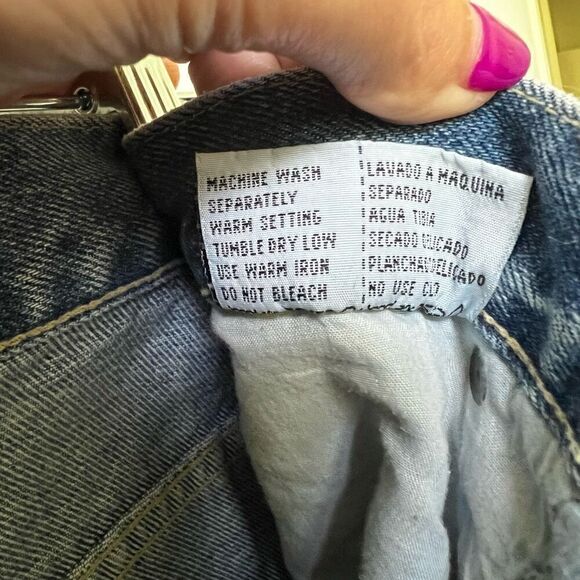 MACHINE WASH
SEPARATELY
WARM SETTING
TUMBLE DRY LOW
USE WARM IRON
DO NOT BLEACH
LAVADO A MAQUINA
SEPARADO
AGUA TIBIA
SECADO
NO USE